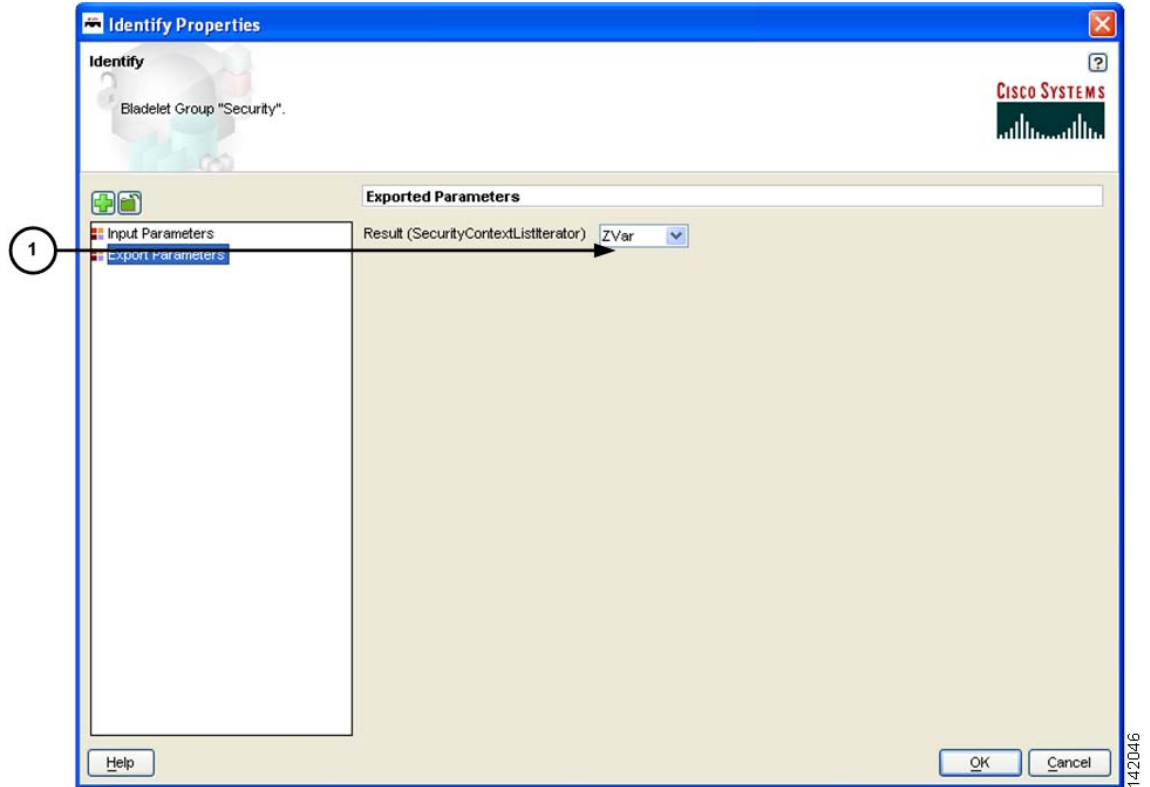 Identify Properties
Identify
?
Bladelet Group "Security".
CISCO SYSTEMS
Exported Parameters
Input Parameters
Result (SecurityContextListIterator) ZVar
1
Export Parameters
Help
OK
Cancel
142046